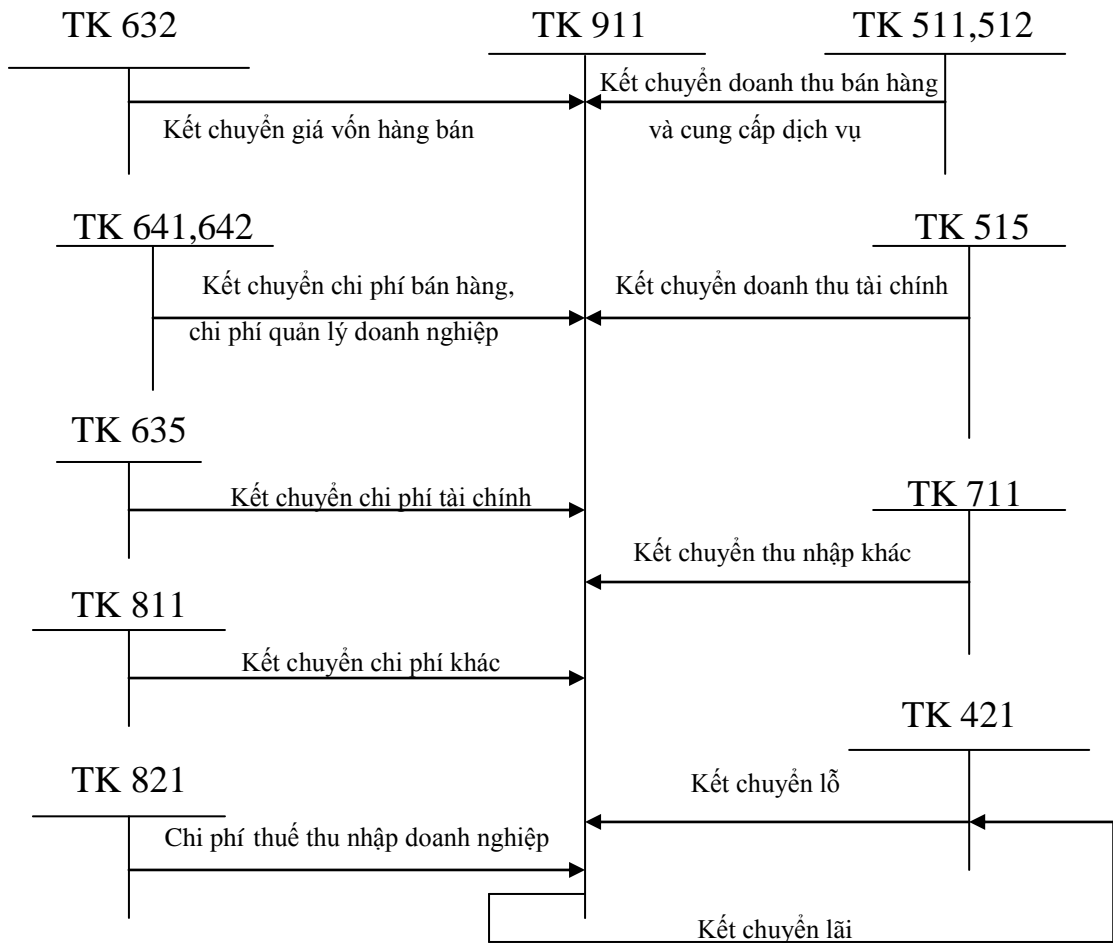 TK 632
TK 911
TK 511,512
Kết chuyển doanh thu bán hàng
Kết chuyển giá vốn hàng bán
và cung cấp dịch vụ
TK 641,642
TK 515
Kết chuyển chi phí bán hàng,
Kết chuyển doanh thu tài chính
chi phí quản lý doanh nghiệp
TK 635
Kết chuyển chi phí tài chính
TK 711
Kết chuyển thu nhập khác
TK 811
Kết chuyển chi phí khác
TK 421
TK 821
Kết chuyển lỗ
Chi phí thuế thu nhập doanh nghiệp
Kết chuyển lãi